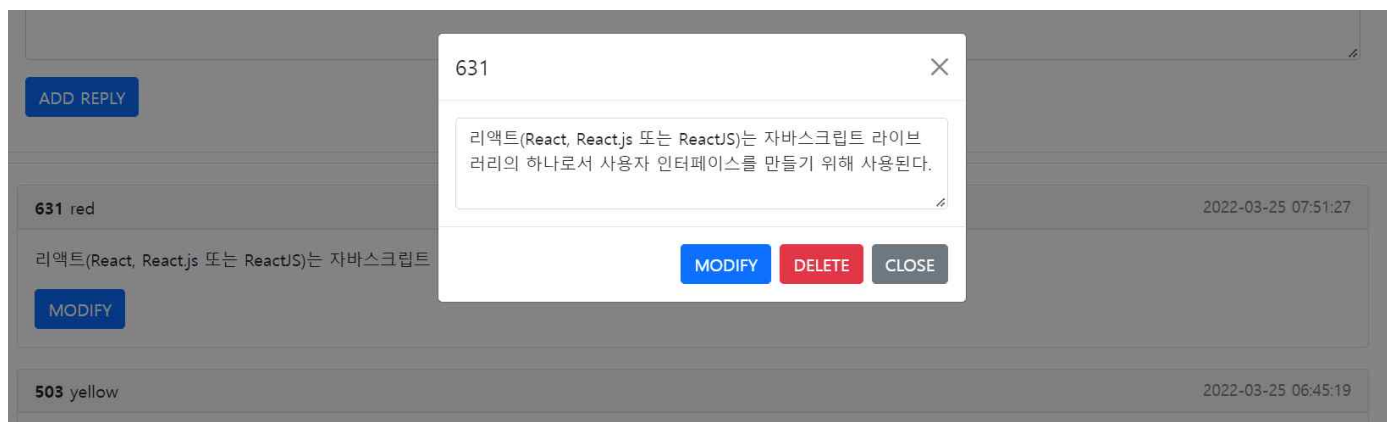 ADD REPLY
631
리액트(React, React.js 또는 ReactJS)는 자바스크립트 라이브
러리의 하나로서 사용자 인터페이스를 만들기 위해 사용된다.
MODIFY DELETE CLOSE
631 red 2022-03-25 07:51:27
리액트(React, React.js 또는 ReactJS)는 자바스크립트
MODIFY
503 yellow 2022-03-25 06:45:19